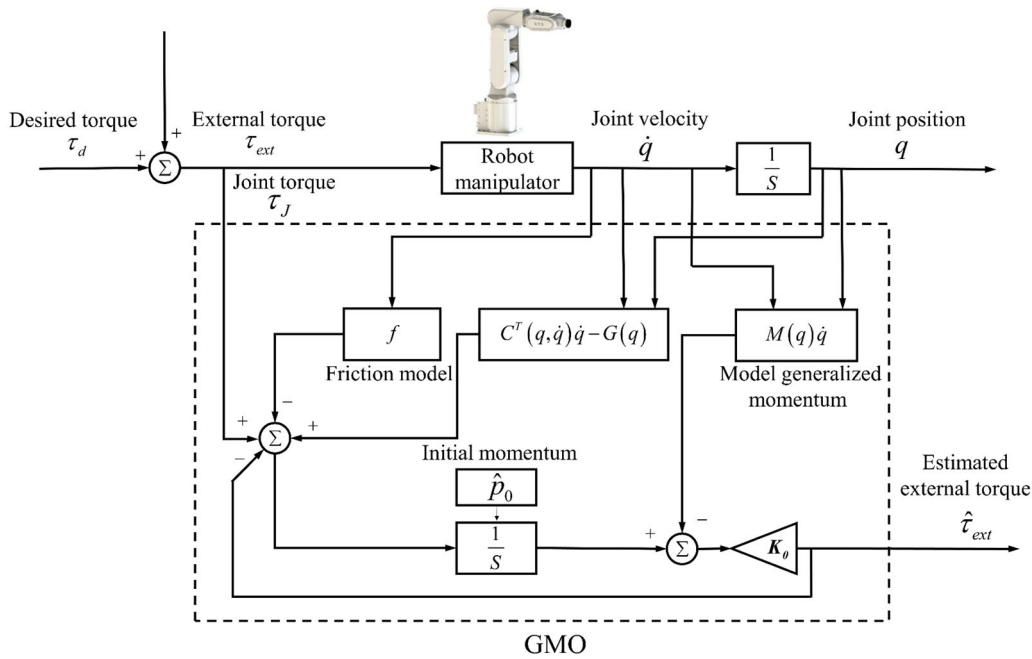 Desired torque
τ_d
+
+
Σ
External torque
τ_ext
Joint torque
τ_J
Robot
manipulator
Joint velocity
q̇
1
S
Joint position
q
f
Friction model
C^T(q,q̇)q̇−G(q)
M(q)q̇
Model generalized
momentum
−
+
+
−
Σ
Initial momentum
p̂_0
1
S
+
−
Σ
K_0
Estimated
external torque
τ̂_ext
GMO